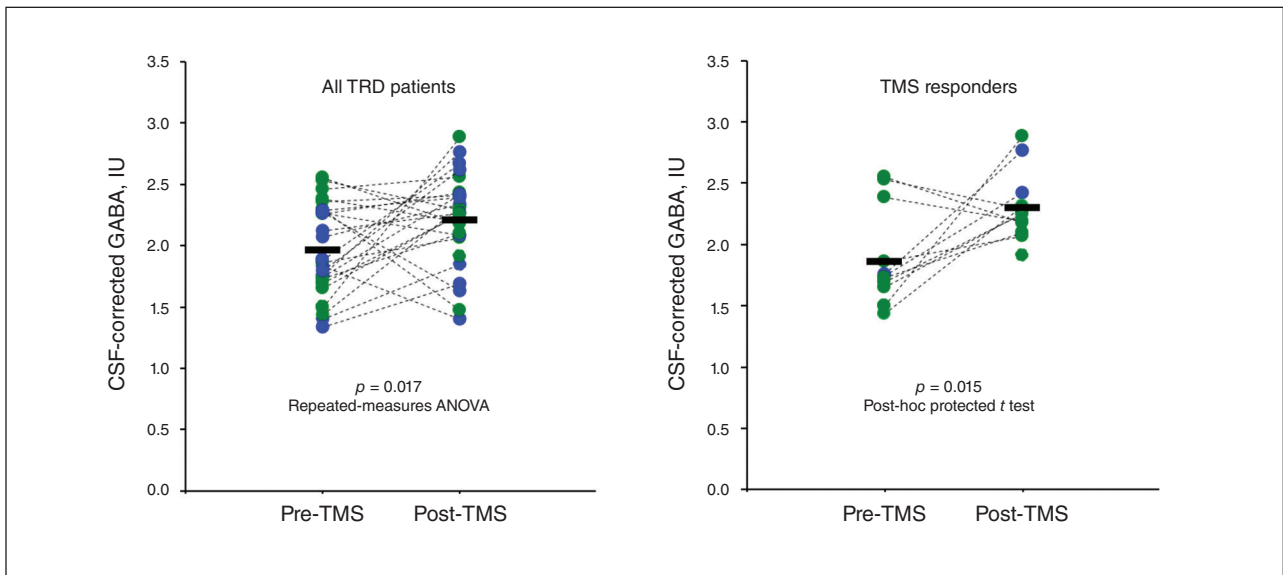 All TRD patients
CSF-corrected GABA, IU
3.5
3.0
2.5
2.0
1.5
1.0
0.5
0.0
p = 0.017
Repeated-measures ANOVA
Pre-TMS
Post-TMS
TMS responders
CSF-corrected GABA, IU
3.5
3.0
2.5
2.0
1.5
1.0
0.5
0.0
p = 0.015
Post-hoc protected t test
Pre-TMS
Post-TMS